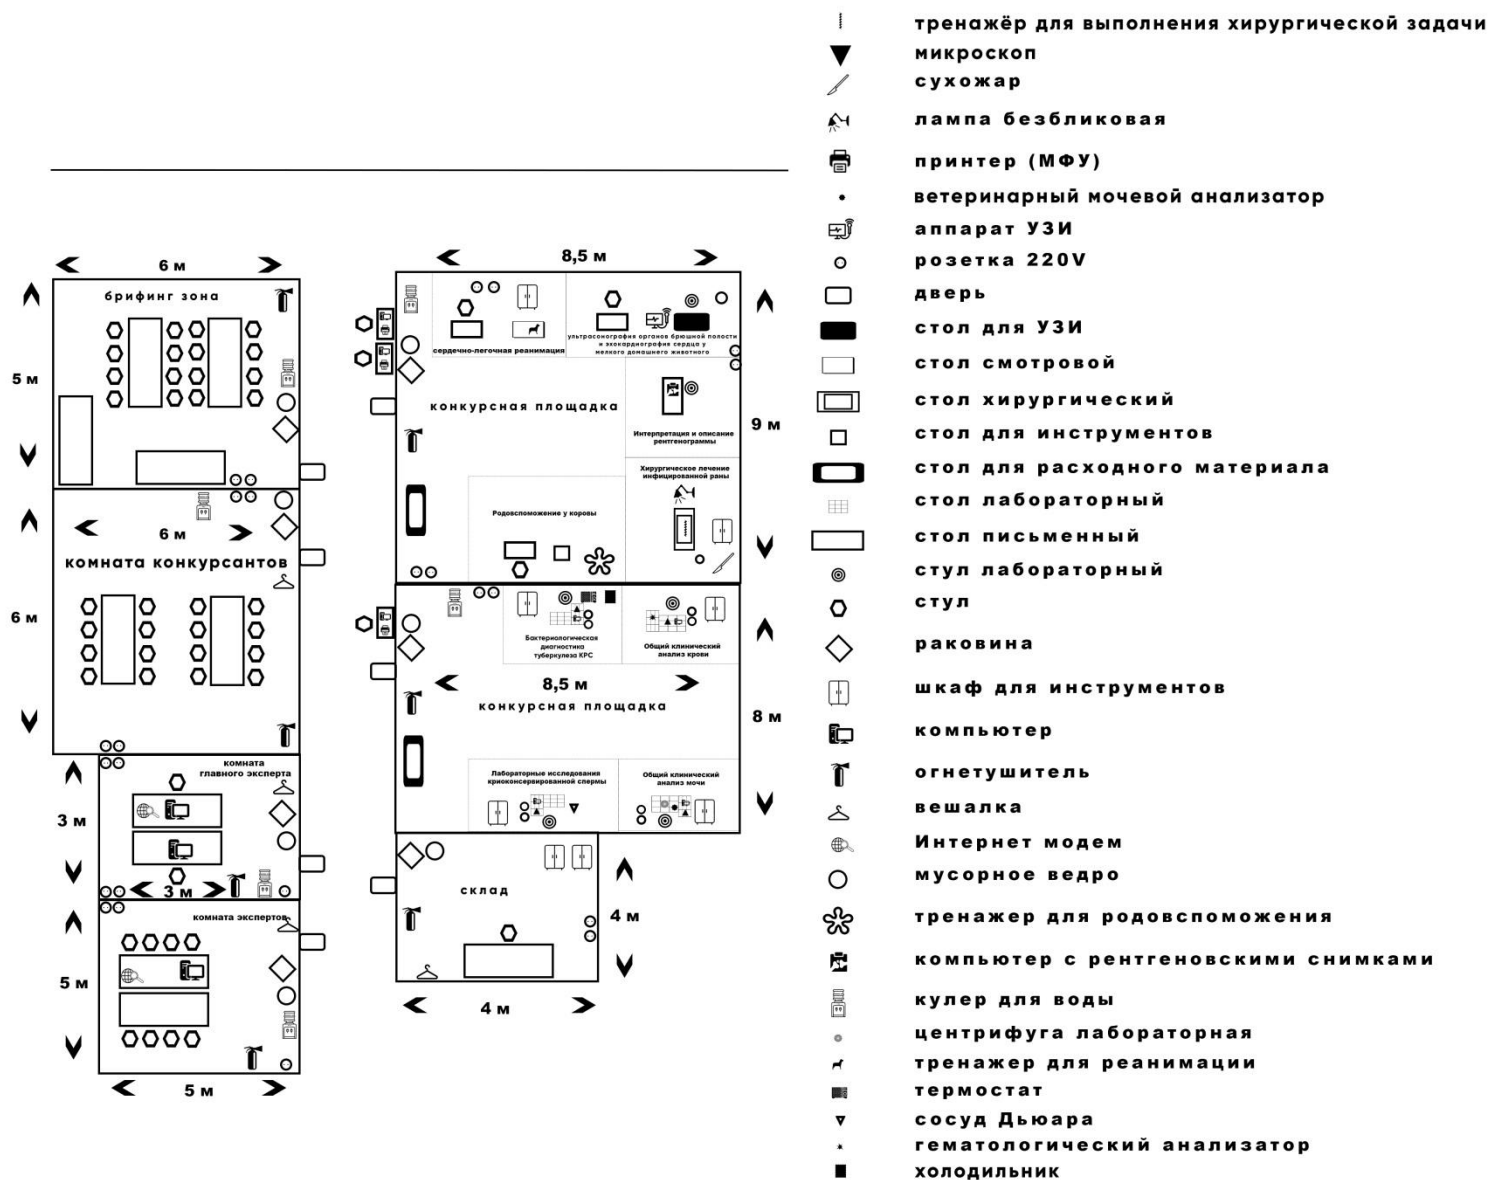 6 м
брифинг зона
5 м
6 м
комната конкурсантов
6 м
комната
главного эксперта
3 м
3 м
комната экспертов
5 м
5 м
8,5 м
сердечно-легочная реанимация
ультрасонография органов брюшной полости
и эхокардиография сердца у
мелкого домашнего животного
конкурсная площадка
9 м
Интерпретация и описание
рентгенограммы
Хирургическое лечение
инфицированной раны
Родовспоможение у коровы
Бактериологическая
диагностика
туберкулеза КРС
Общий клинический
анализ крови
8,5 м
конкурсная площадка
8 м
Лабораторные исследования
криоконсервированной спермы
Общий клинический
анализ мочи
склад
4 м
4 м
тренажёр для выполнения хирургической задачи
микроскоп
сухожар
лампа безбликовая
принтер (МФУ)
ветеринарный мочевой анализатор
аппарат УЗИ
розетка 220V
дверь
стол для УЗИ
стол смотровой
стол хирургический
стол для инструментов
стол для расходного материала
стол лабораторный
стол письменный
стул лабораторный
стул
раковина
шкаф для инструментов
компьютер
огнетушитель
вешалка
Интернет модем
мусорное ведро
тренажер для родовспоможения
компьютер с рентгеновскими снимками
кулер для воды
центрифуга лабораторная
тренажер для реанимации
термостат
сосуд Дьюара
гематологический анализатор
холодильник